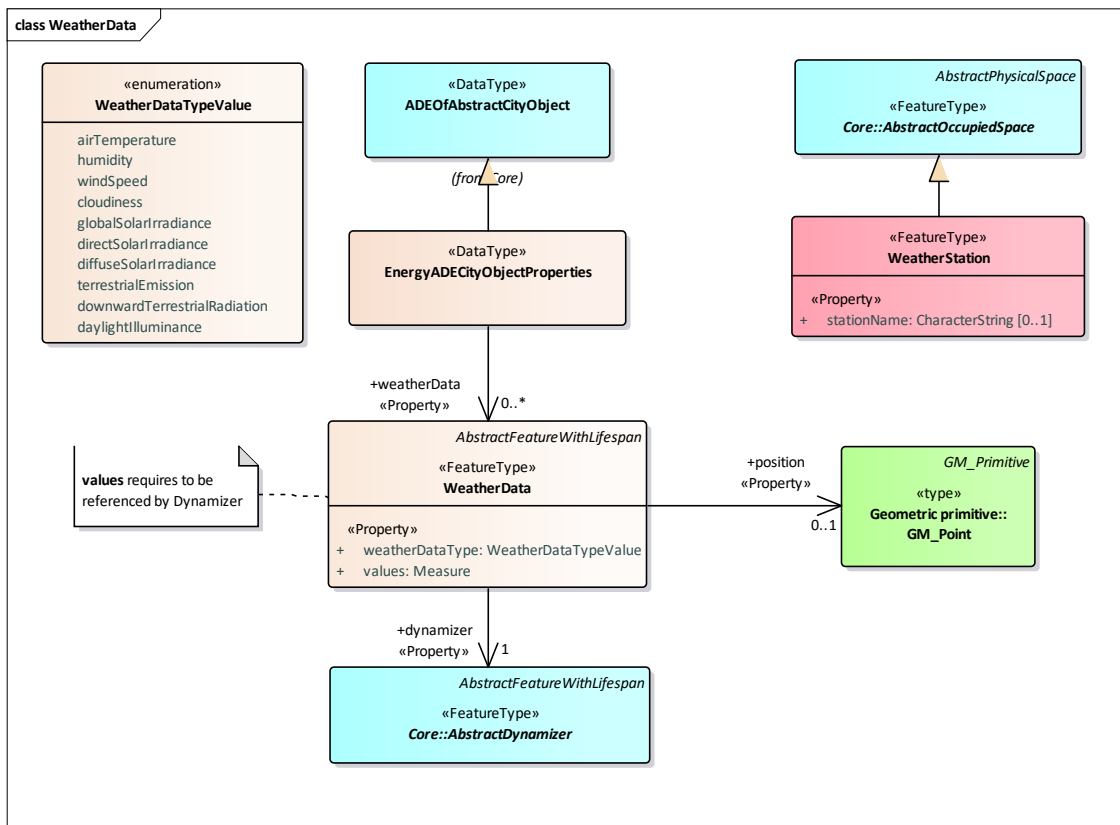 class WeatherData
«enumeration»
WeatherDataTypeValue
airTemperature
humidity
windSpeed
cloudiness
globalSolarIrradiance
directSolarIrradiance
diffuseSolarIrradiance
terrestrialEmission
downwardTerrestrialRadiation
daylightIlluminance
«DataType»
ADEOfAbstractCityObject
(from Core)
AbstractPhysicalSpace
«FeatureType»
Core::AbstractOccupiedSpace
«DataType»
EnergyADECityObjectProperties
«FeatureType»
WeatherStation
«Property»
+ stationName: CharacterString [0..1]
+weatherData
«Property»
0..*
values requires to be
referenced by Dynamizer
AbstractFeatureWithLifespan
«FeatureType»
WeatherData
«Property»
+ weatherDataType: WeatherDataTypeValue
+ values: Measure
+position
«Property»
0..1
GM_Primitive
«type»
Geometric primitive::
GM_Point
+dynamizer
«Property»
1
AbstractFeatureWithLifespan
«FeatureType»
Core::AbstractDynamizer